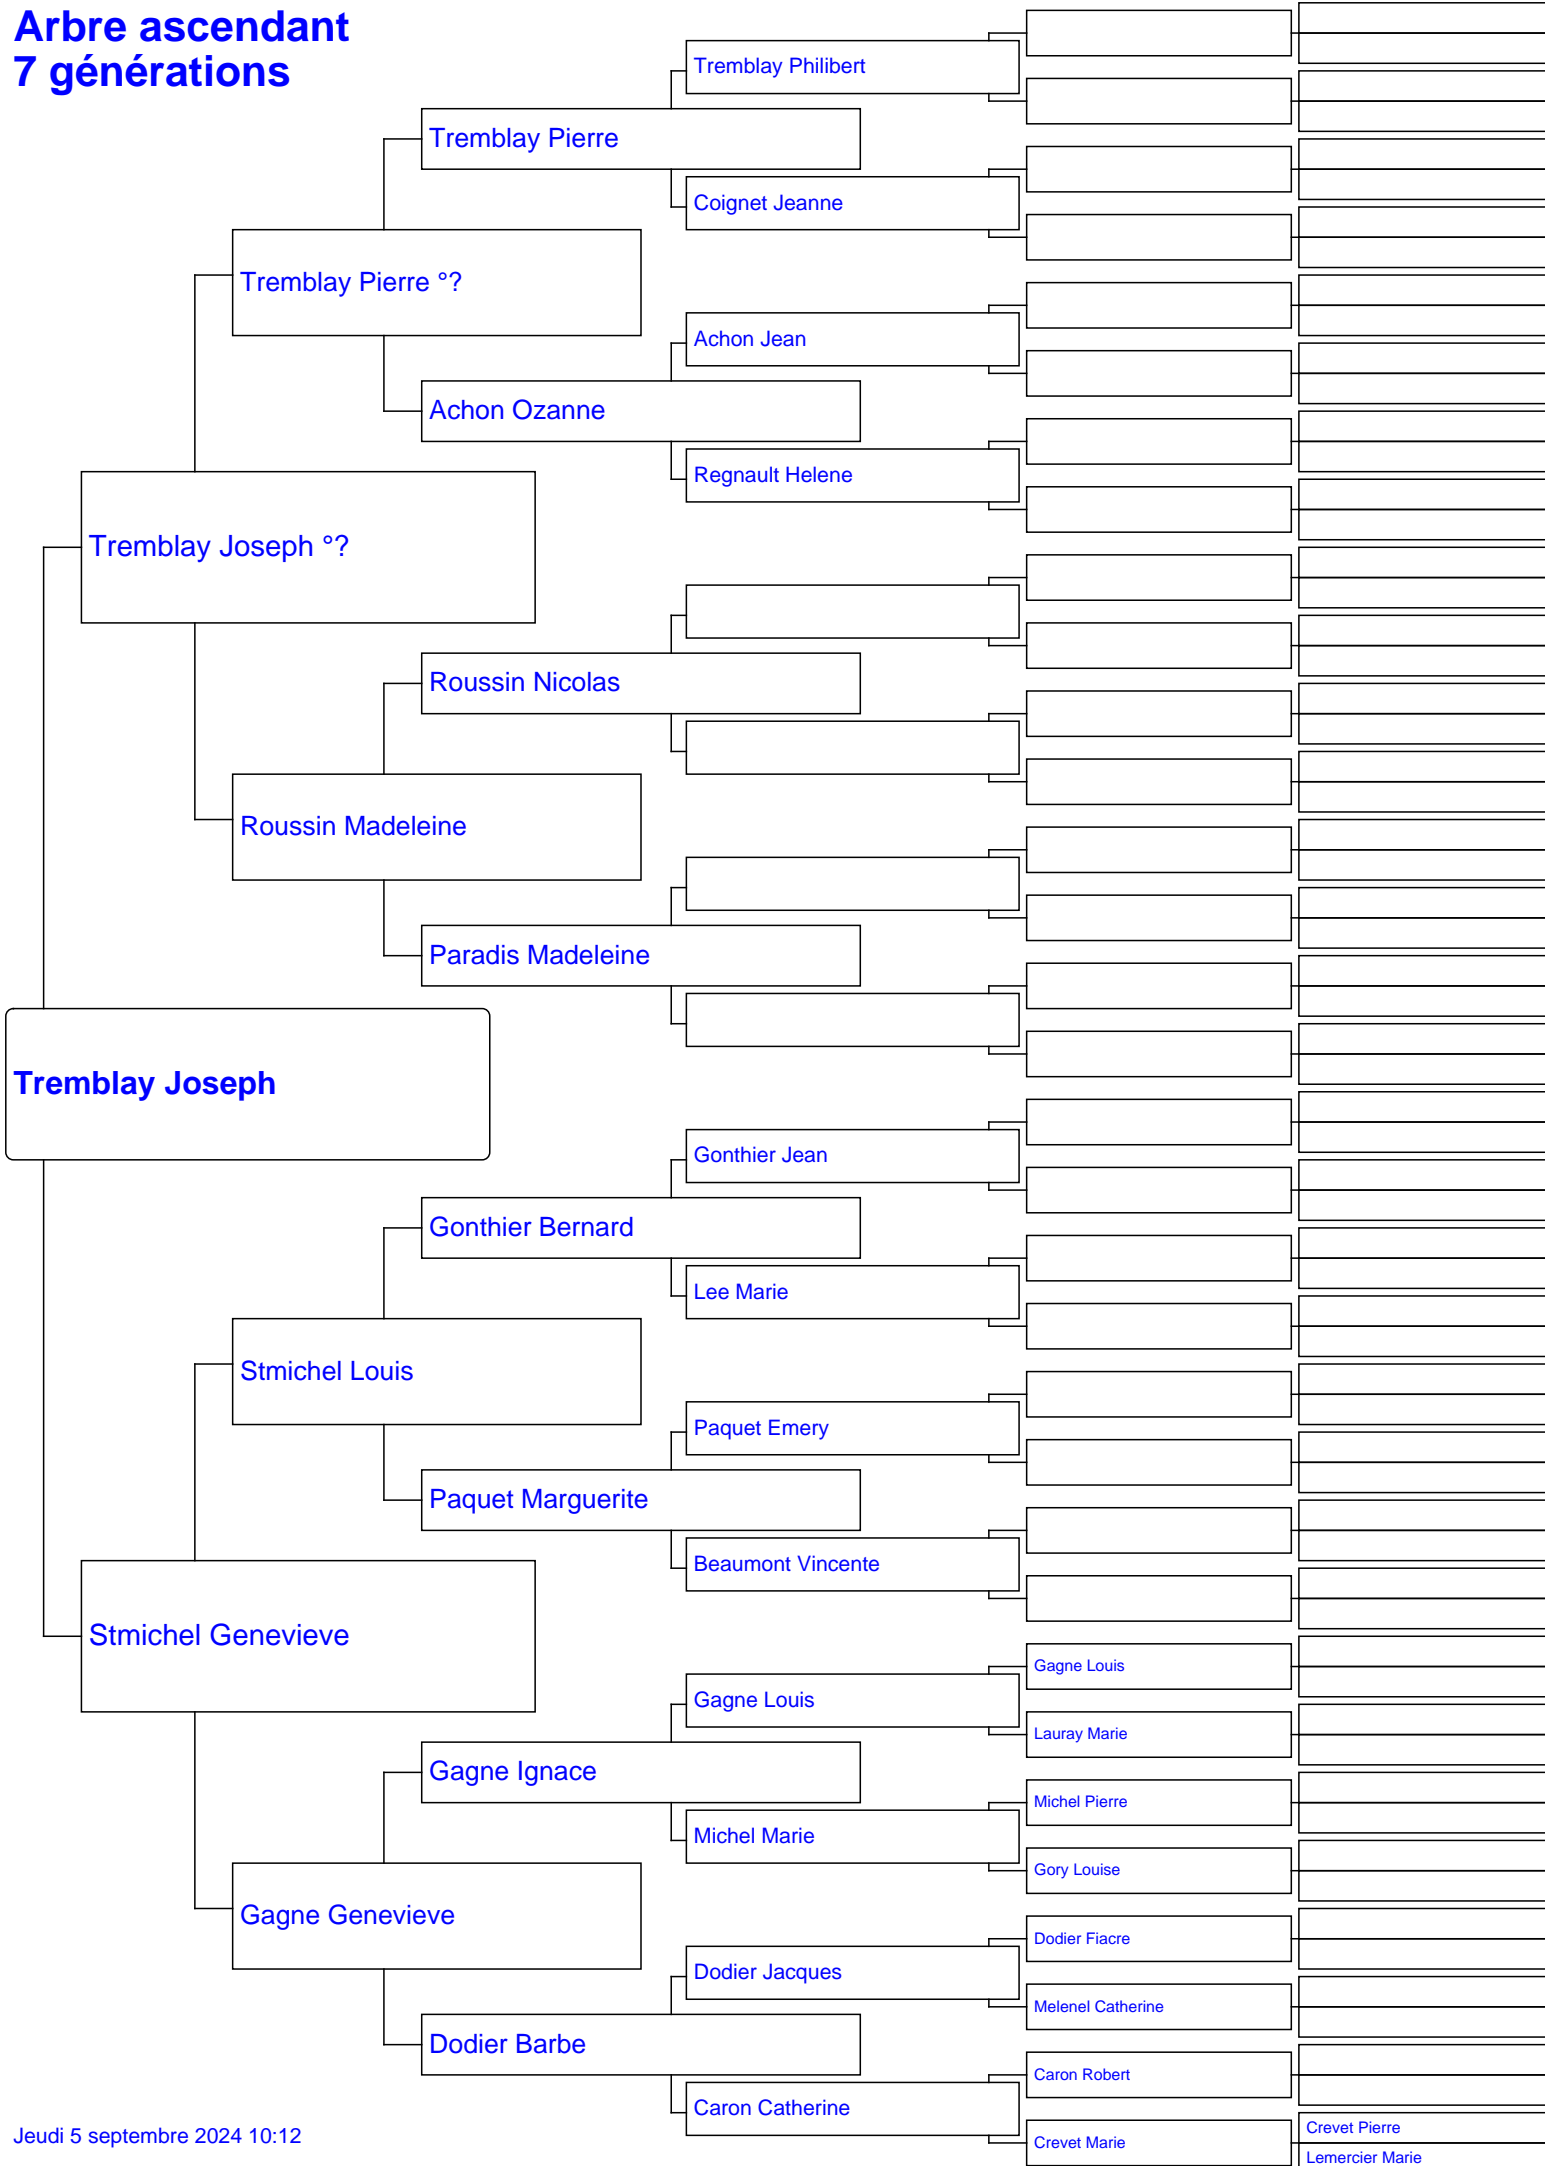 Arbre ascendant
7 générations
Tremblay Philibert
Tremblay Pierre
Coignet Jeanne
Tremblay Pierre °?
Achon Jean
Achon Ozanne
Regnault Helene
Tremblay Joseph °?
Roussin Nicolas
Roussin Madeleine
Paradis Madeleine
Tremblay Joseph
Gonthier Jean
Gonthier Bernard
Lee Marie
Stmichel Louis
Paquet Emery
Paquet Marguerite
Beaumont Vincente
Stmichel Genevieve
Gagne Louis
Gagne Louis
Lauray Marie
Gagne Ignace
Michel Pierre
Michel Marie
Gory Louise
Gagne Genevieve
Dodier Fiacre
Dodier Jacques
Melenel Catherine
Dodier Barbe
Caron Robert
Caron Catherine
Crevet Pierre
Crevet Marie
Lemercier Marie
Jeudi 5 septembre 2024 10:12